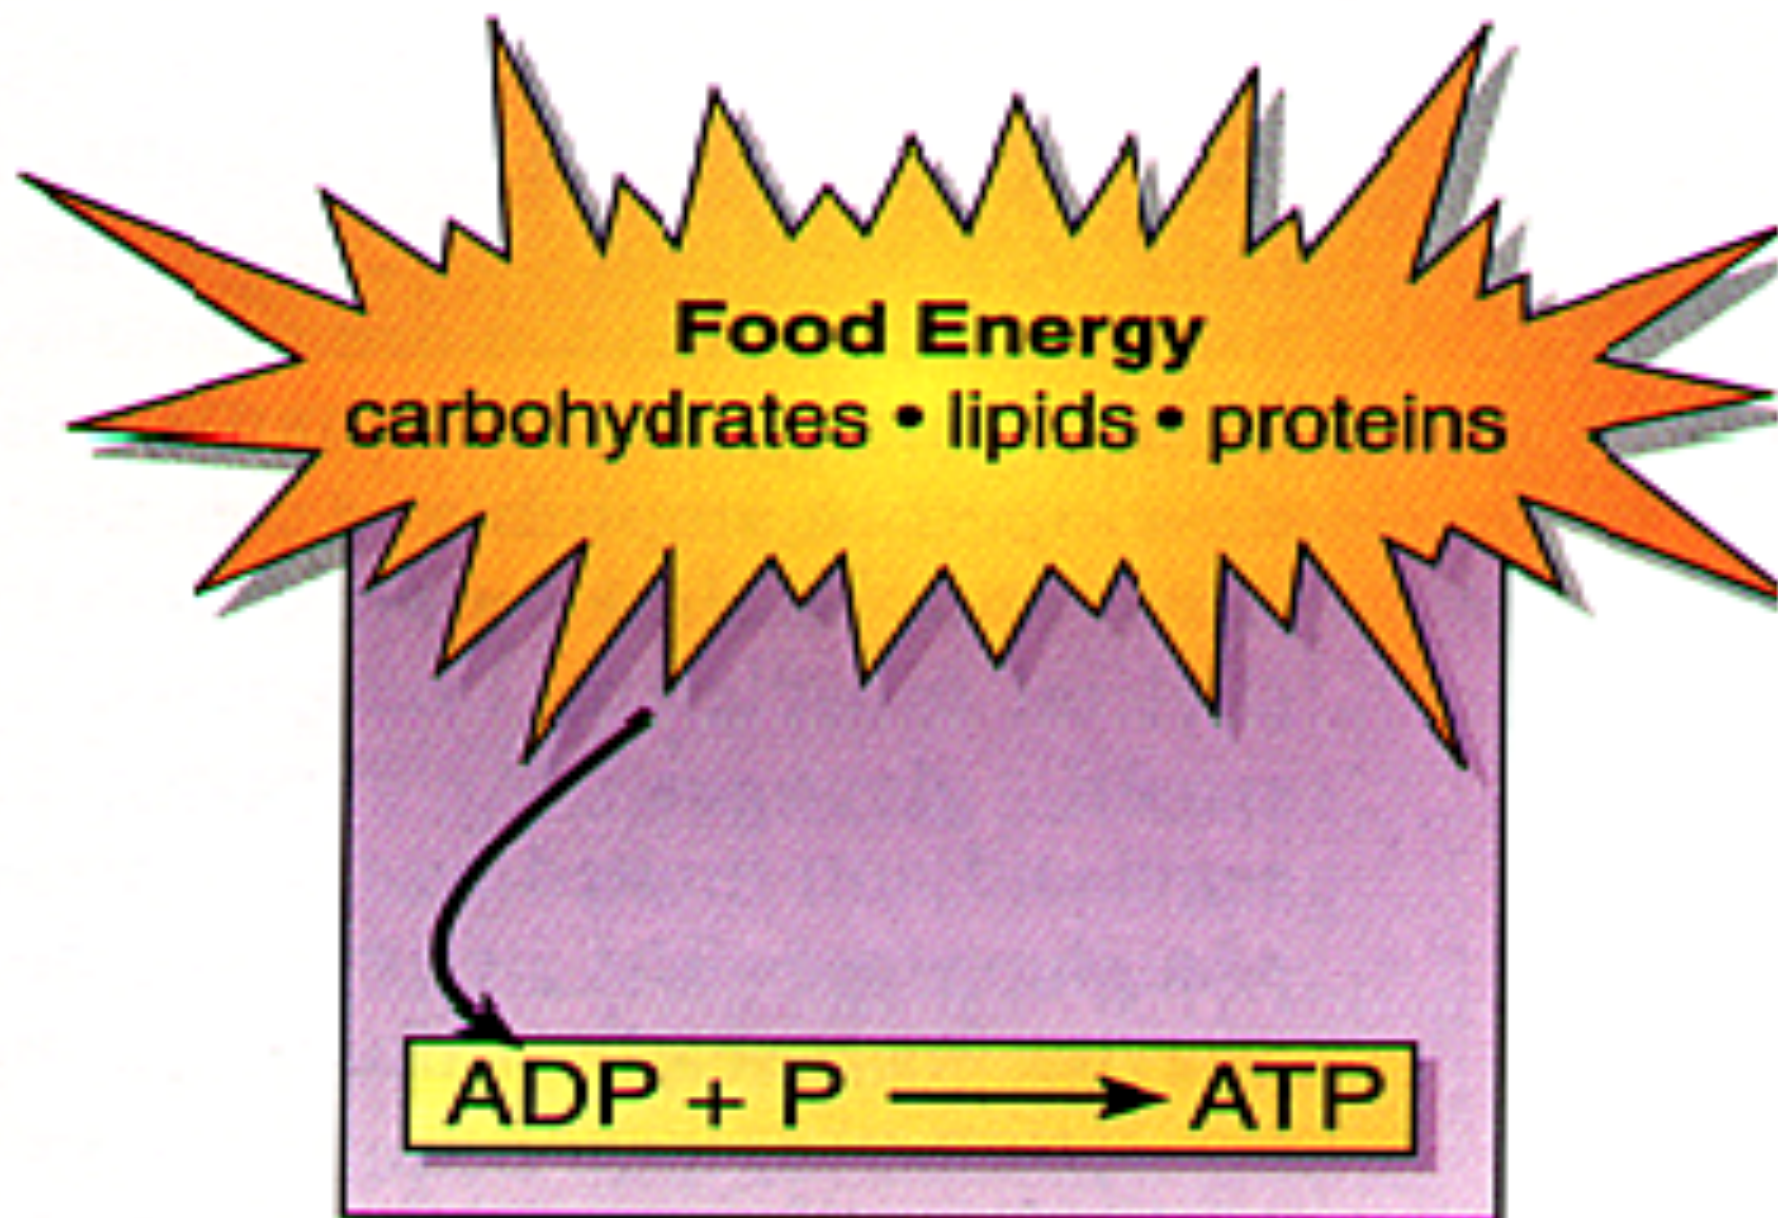 Food Energy
carbohydrates • lipids • proteins
ADP + P ⟶ ATP